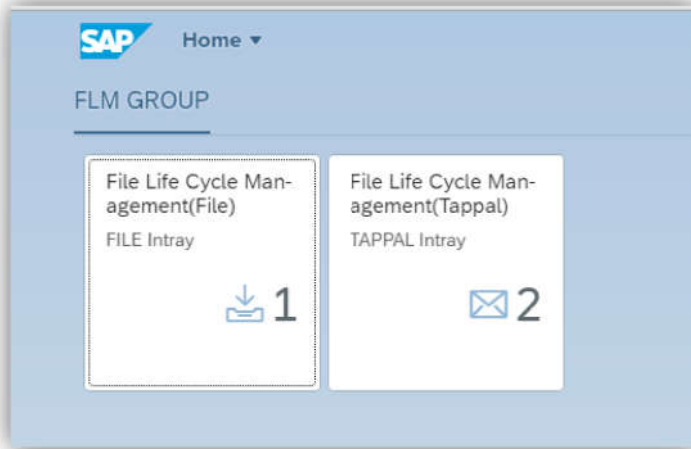 SAP Home
FLM GROUP
File Life Cycle Man-
agement(File)
FILE Intray
1
File Life Cycle Man-
agement(Tappal)
TAPPAL Intray
2